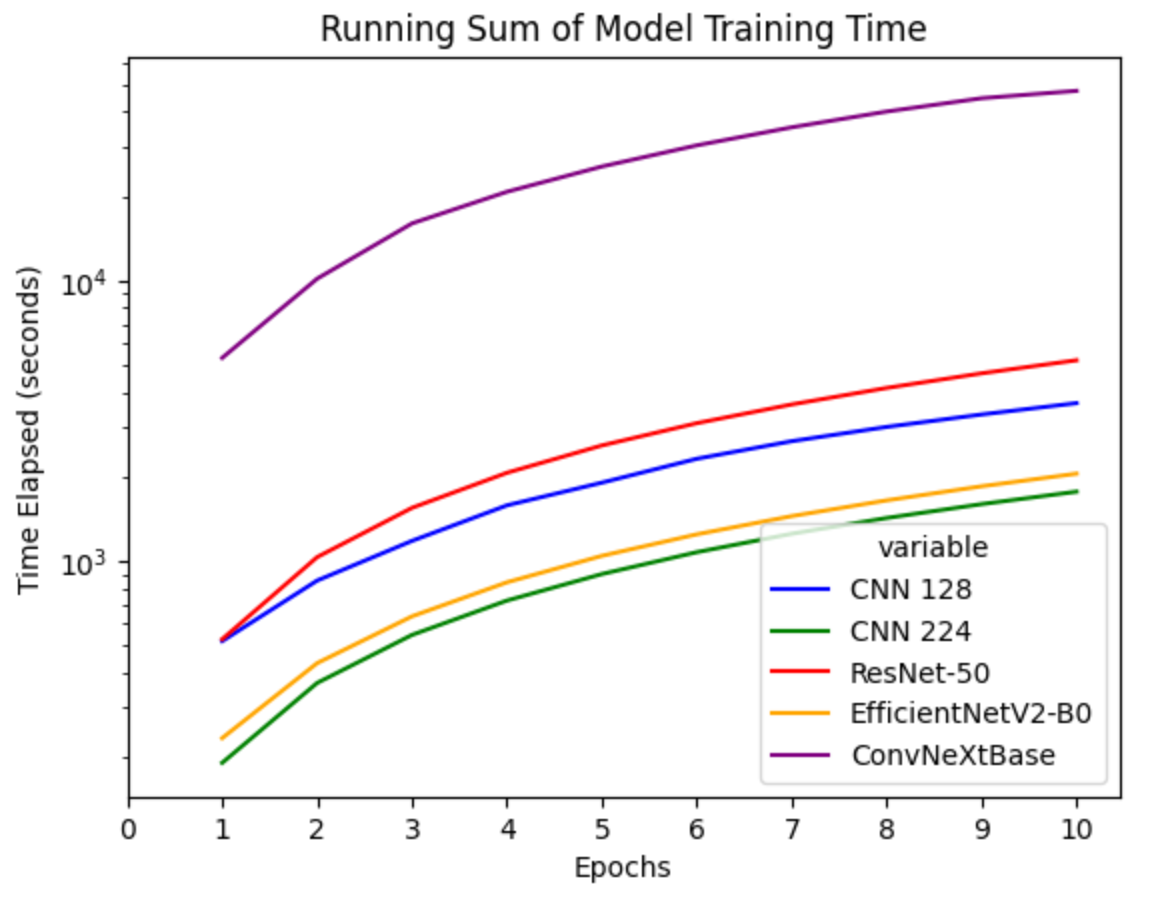 Running Sum of Model Training Time
Time Elapsed (seconds)
10⁴
10³
variable
CNN 128
CNN 224
ResNet-50
EfficientNetV2-B0
ConvNeXtBase
0 1 2 3 4 5 6 7 8 9 10
Epochs